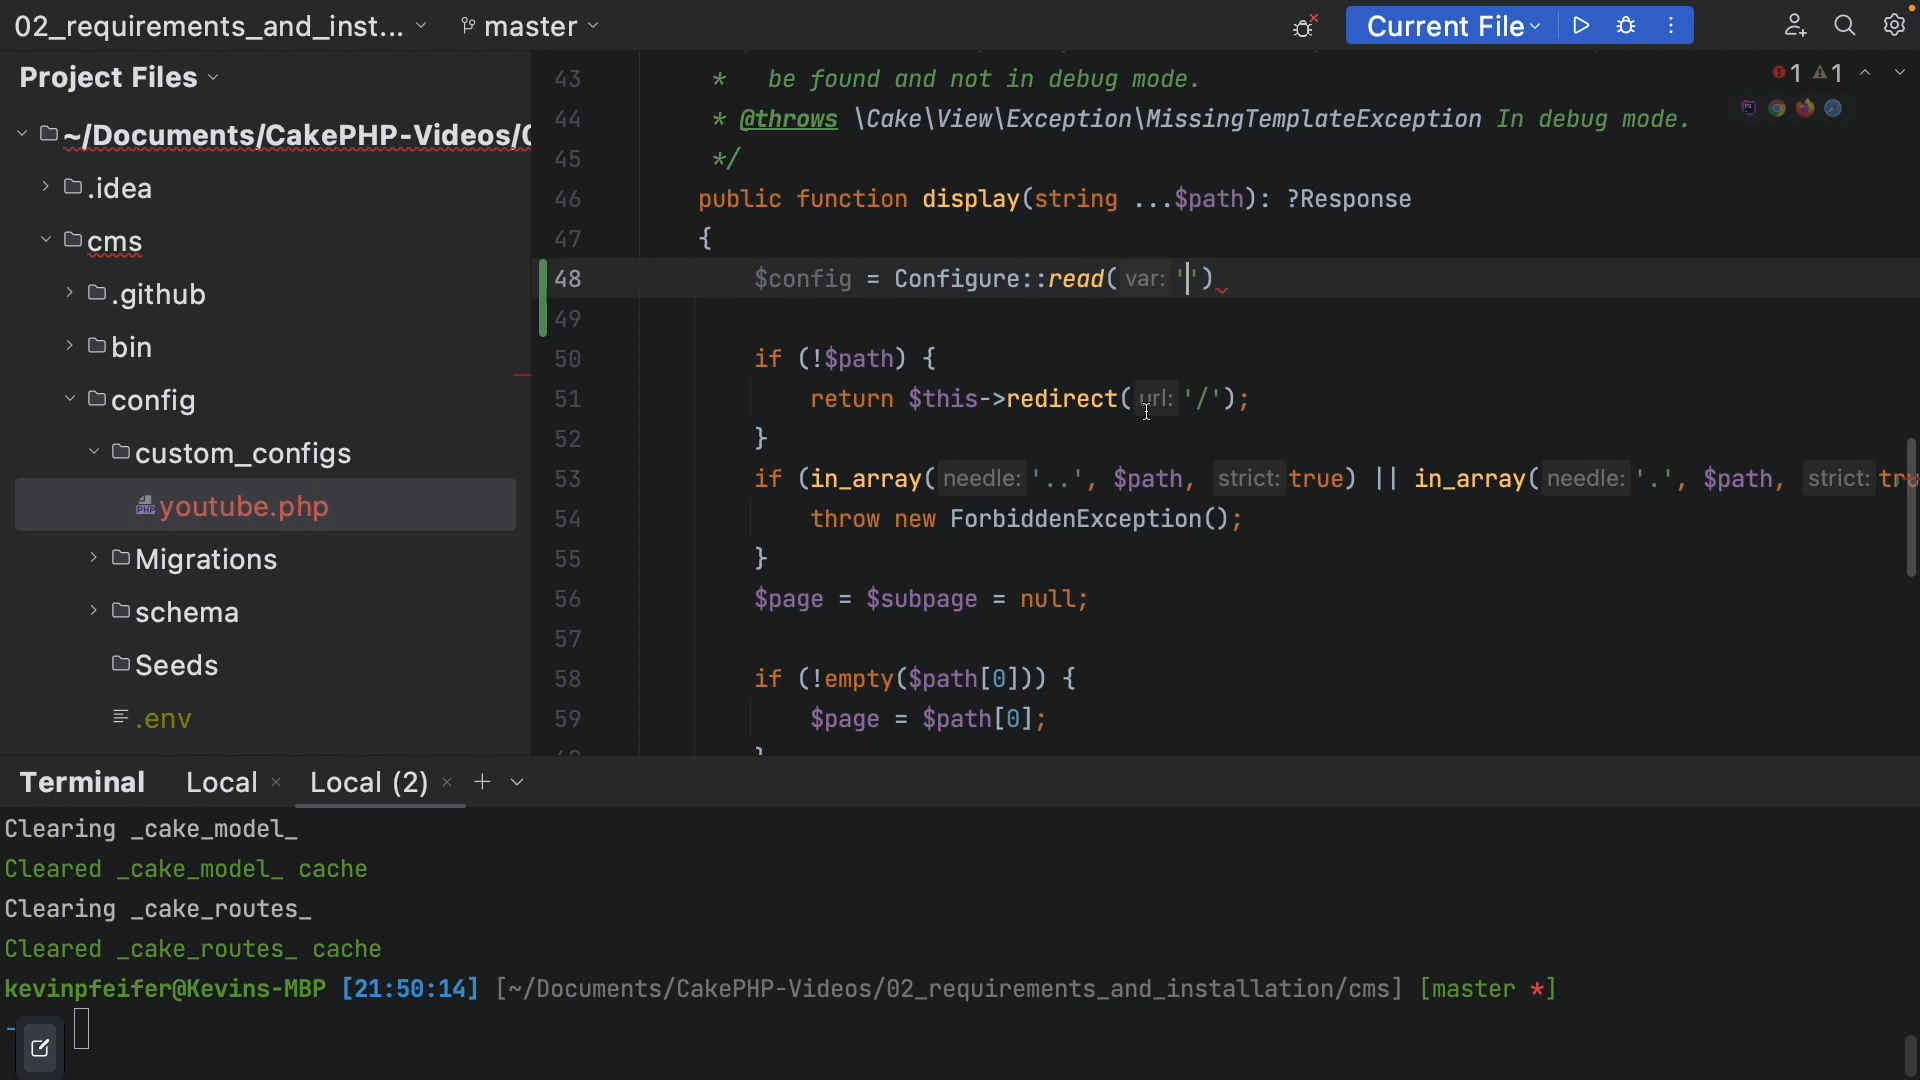 02_requirements_and_inst...
master
Current File
Project Files
~/Documents/CakePHP-Videos/
.idea
cms
.github
bin
config
custom_configs
youtube.php
Migrations
schema
Seeds
.env
1 1
43 * be found and not in debug mode.
44 * @throws \Cake\View\Exception\MissingTemplateException In debug mode.
45 */
46 public function display(string ...$path): ?Response
47 {
48 $config = Configure::read( var: '')
49
50 if (!$path) {
51 return $this->redirect( url: '/');
52 }
53 if (in_array( needle: '..', $path, strict: true) || in_array( needle: '.', $path, strict: tru
54 throw new ForbiddenException();
55 }
56 $page = $subpage = null;
57
58 if (!empty($path[0])) {
59 $page = $path[0];
Terminal Local × Local (2) × +
Clearing _cake_model_
Cleared _cake_model_ cache
Clearing _cake_routes_
Cleared _cake_routes_ cache
kevinpfeifer@Kevins-MBP [21:50:14] [~/Documents/CakePHP-Videos/02_requirements_and_installation/cms] [master *]